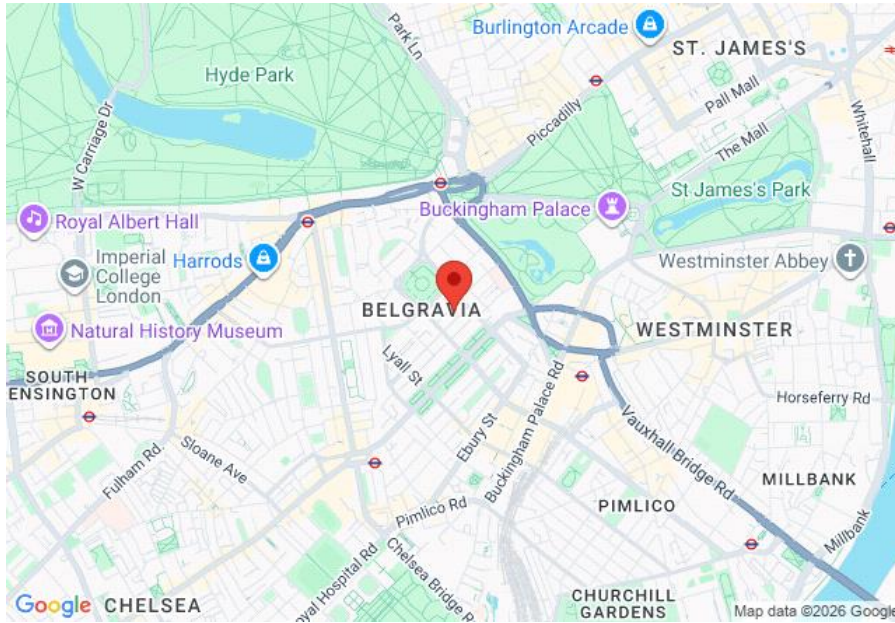 Burlington Arcade
Park Ln
ST. JAMES'S
Hyde Park
Pall Mall
Piccadilly
The Mall
Whitehall
W Carriage Dr
St James's Park
Royal Albert Hall
Buckingham Palace
Imperial
College
London
Harrods
Westminster Abbey
BELGRAVIA
Natural History Museum
WESTMINSTER
Lyall St
SOUTH
ENSINGTON
Buckingham Palace Rd
Horseferry Rd
Ebury St
Vauxhall Bridge Rd
Sloane Ave
Fulham Rd.
MILLBANK
PIMLICO
Pimlico Rd
Millbank
Chelsea Bridge Rd
oyal Hospital Rd
CHURCHILL
GARDENS
Google
CHELSEA
Map data ©2026 Google